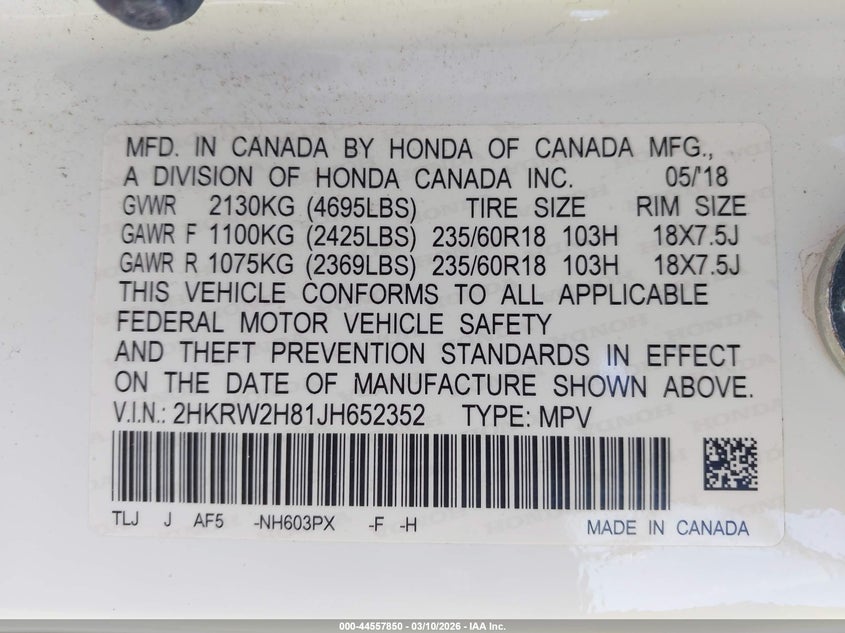 MFD. IN CANADA BY HONDA OF CANADA MFG.,
A DIVISION OF HONDA CANADA INC. 05/'18
GVWR 2130KG (4695LBS) TIRE SIZE RIM SIZE
GAWR F 1100KG (2425LBS) 235/60R18 103H 18X7.5J
GAWR R 1075KG (2369LBS) 235/60R18 103H 18X7.5J
THIS VEHICLE CONFORMS TO ALL APPLICABLE
FEDERAL MOTOR VEHICLE SAFETY
AND THEFT PREVENTION STANDARDS IN EFFECT
ON THE DATE OF MANUFACTURE SHOWN ABOVE.
V.I.N.: 2HKRW2H81JH652352 TYPE: MPV
TLJ J AF5 -NH603PX -F -H MADE IN CANADA
000-44557850 - 03/10/2026 - IAA Inc.